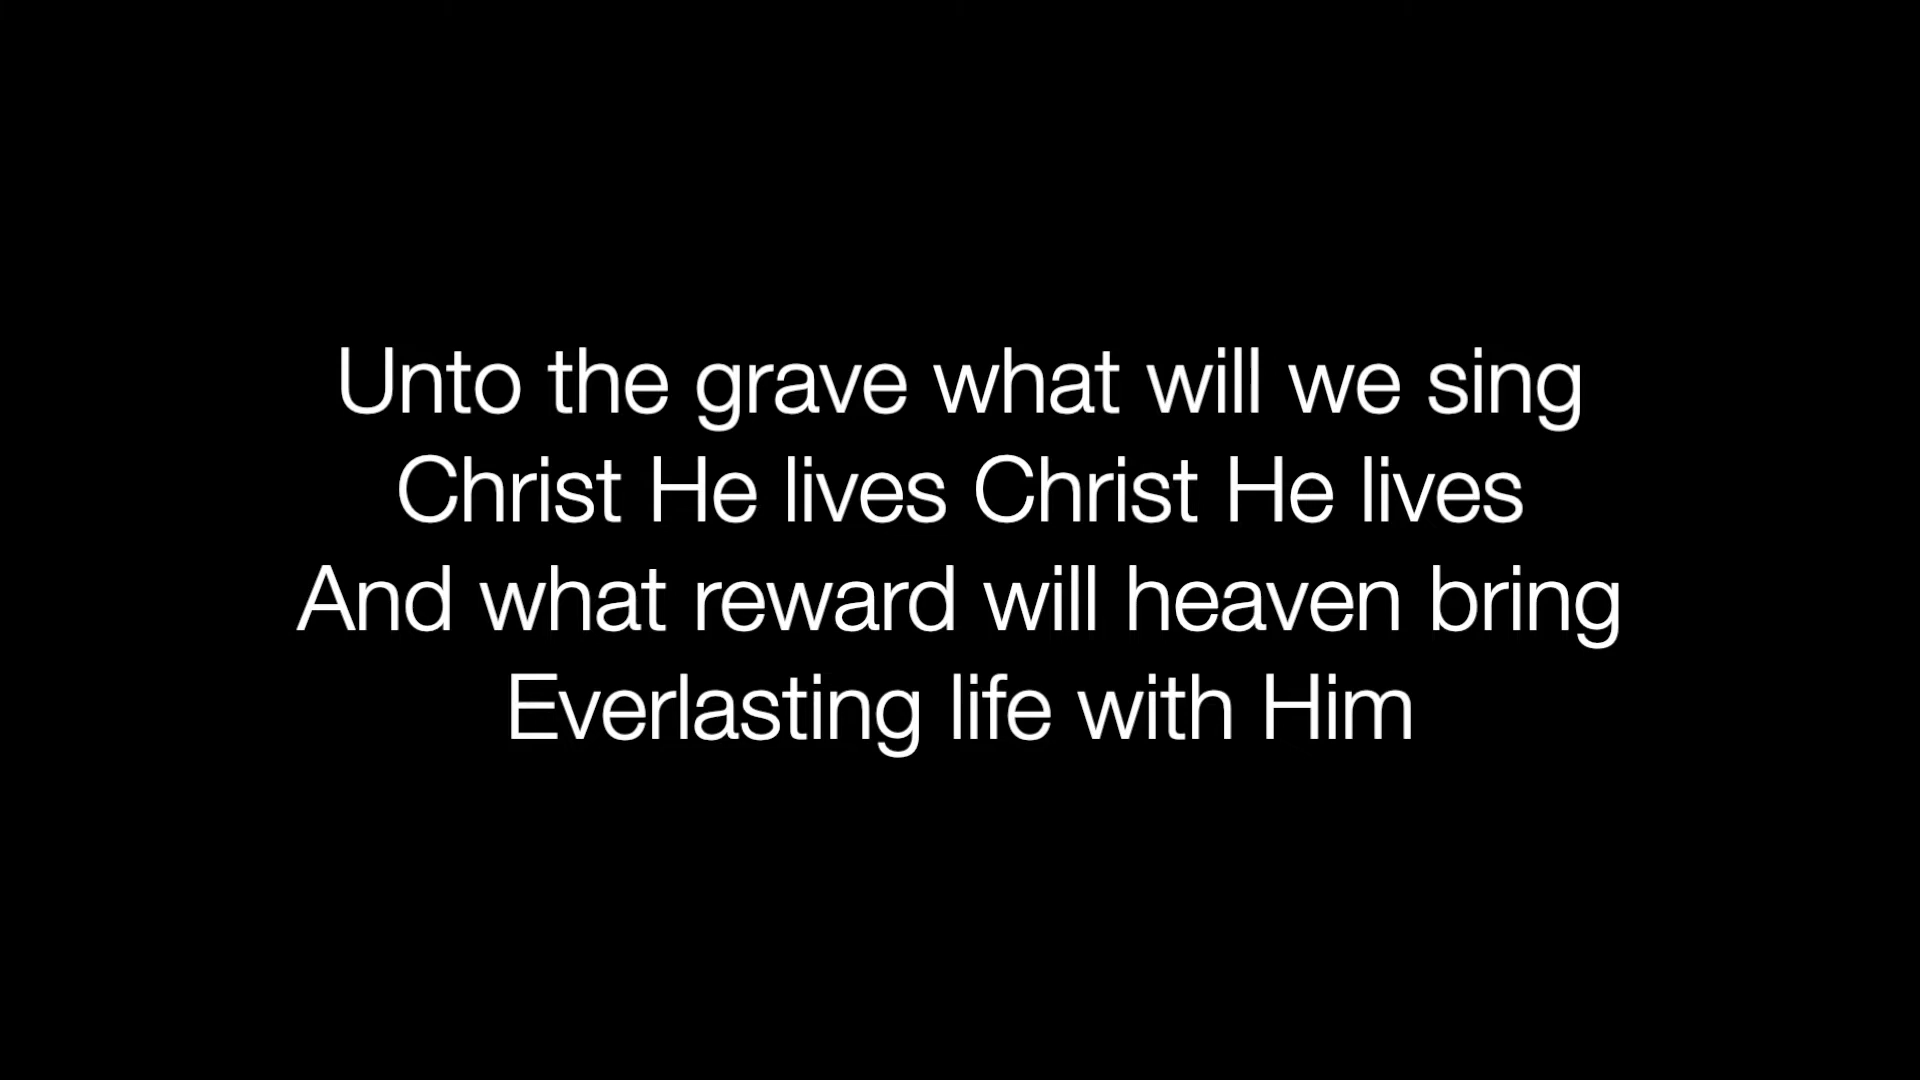 Unto the grave what will we sing
Christ He lives Christ He lives
And what reward will heaven bring
Everlasting life with Him